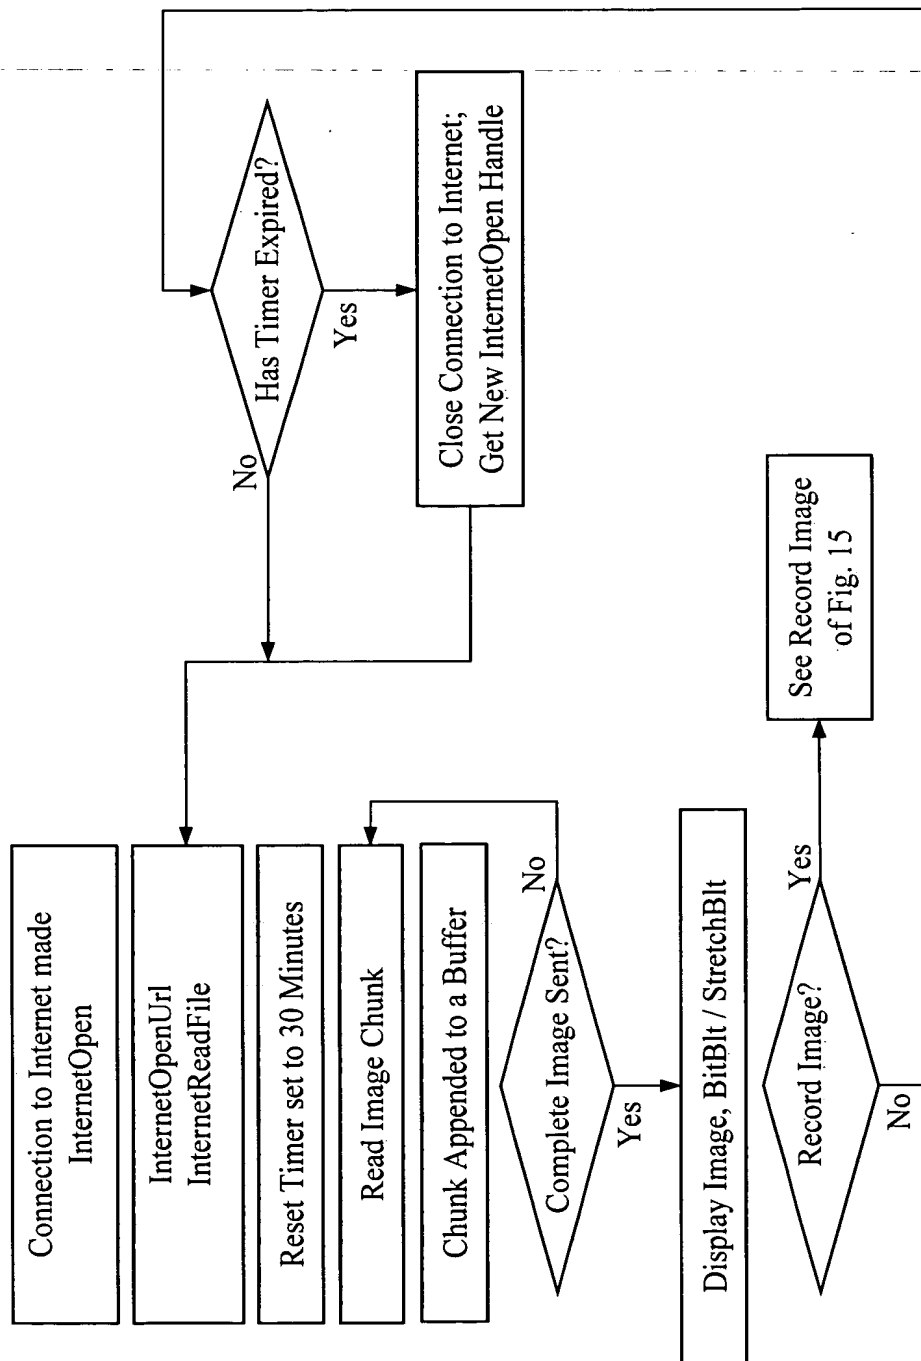 Connection to Internet made
InternetOpen
InternetOpenUrl
InternetReadFile
Reset Timer set to 30 Minutes
Read Image Chunk
Chunk Appended to a Buffer
Complete Image Sent?
No
Yes
Display Image, BitBlt / StretchBlt
Record Image?
Yes
No
See Record Image
of Fig. 15
Has Timer Expired?
No
Yes
Close Connection to Internet;
Get New InternetOpen Handle